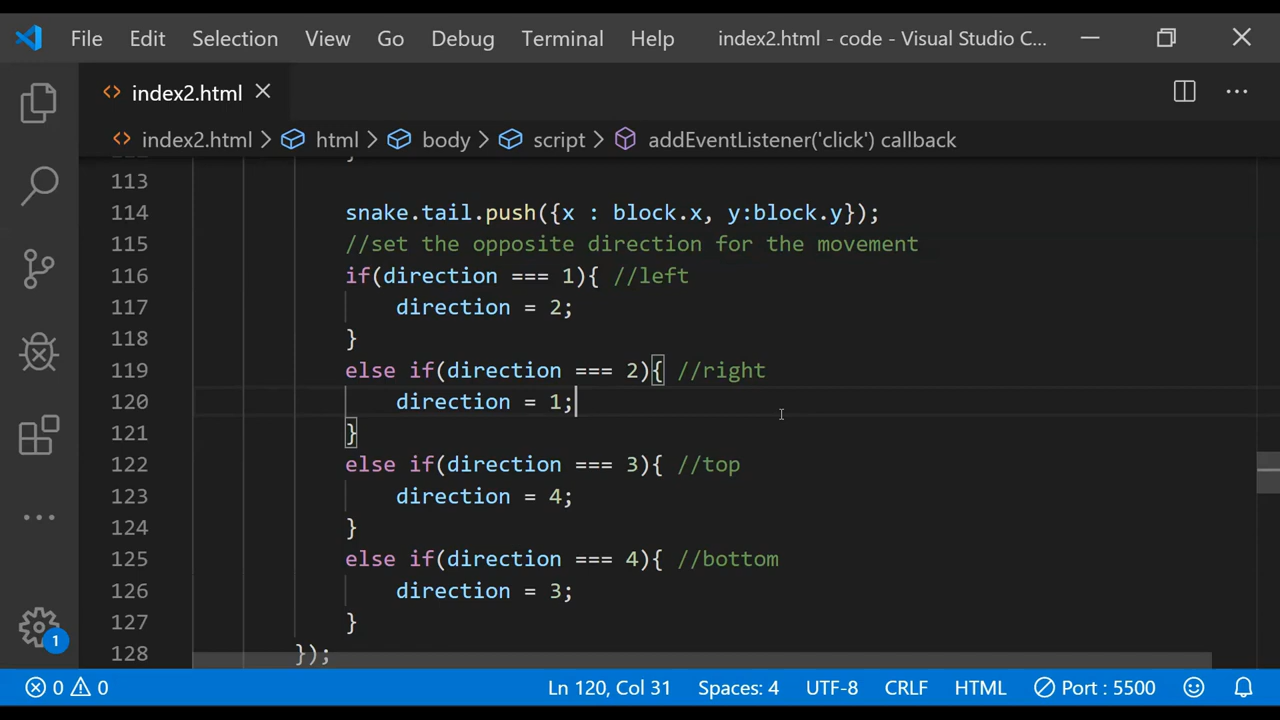 File Edit Selection View Go Debug Terminal Help index2.html - code - Visual Studio C...
index2.html
index2.html > html > body > script > addEventListener('click') callback
113
114 snake.tail.push({x : block.x, y:block.y});
115 //set the opposite direction for the movement
116 if(direction === 1){ //left
117 direction = 2;
118 }
119 else if(direction === 2){ //right
120 direction = 1;
121 }
122 else if(direction === 3){ //top
123 direction = 4;
124 }
125 else if(direction === 4){ //bottom
126 direction = 3;
127 }
128 });
1
0 0 Ln 120, Col 31 Spaces: 4 UTF-8 CRLF HTML Port : 5500